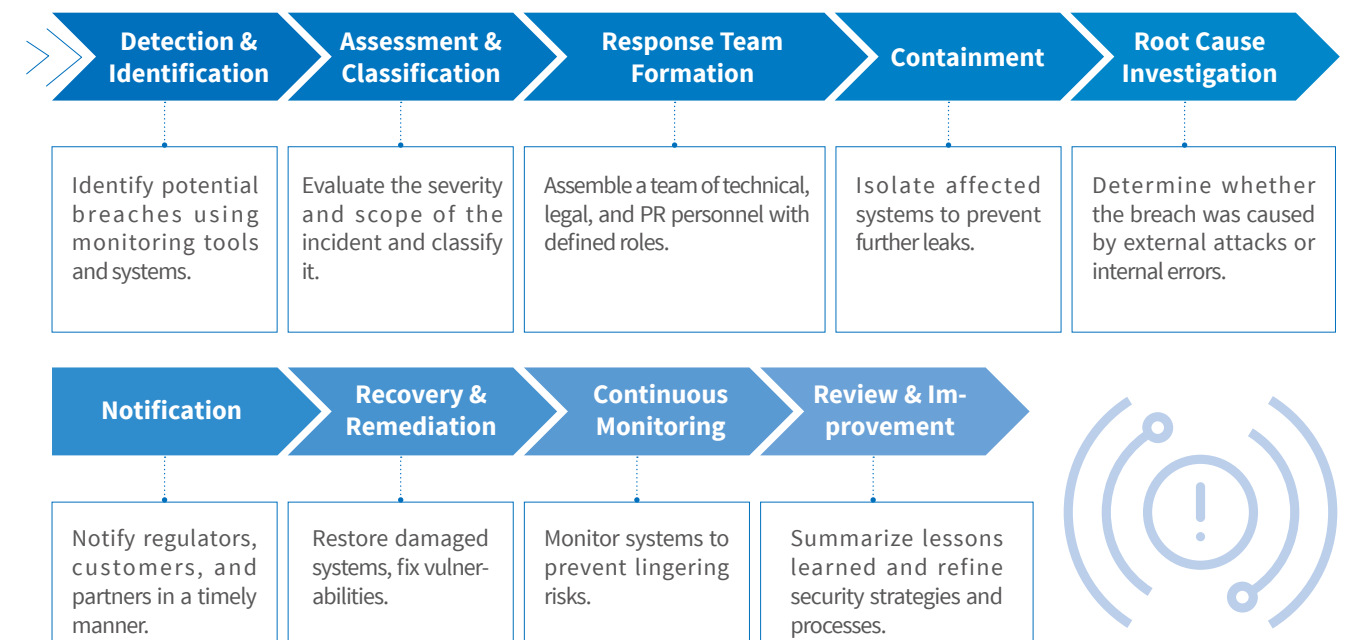 Detection &
Identification
Assessment &
Classification
Response Team
Formation
Containment
Root Cause
Investigation
Identify potential
breaches using
monitoring tools
and systems.
Evaluate the severity
and scope of the
incident and classify
it.
Assemble a team of technical,
legal, and PR personnel with
defined roles.
Isolate affected
systems to prevent
further leaks.
Determine whether
the breach was caused
by external attacks or
internal errors.
Notification
Recovery &
Remediation
Continuous
Monitoring
Review & Im-
provement
Notify regulators,
customers, and
partners in a timely
manner.
Restore damaged
systems, fix vulner-
abilities.
Monitor systems to
prevent lingering
risks.
Summarize lessons
learned and refine
security strategies and
processes.